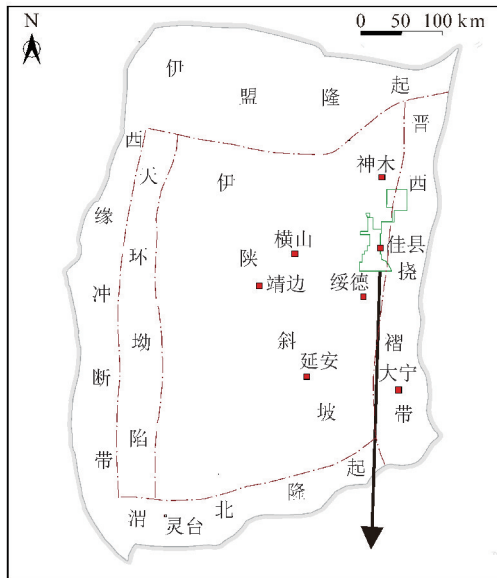 N
0 50 100 km
伊盟隆起
晋西挠褶带
西缘冲断带
天环坳陷
伊陕斜坡
神木
佳县
横山
靖边
绥德
延安
大宁
渭北隆起
灵台